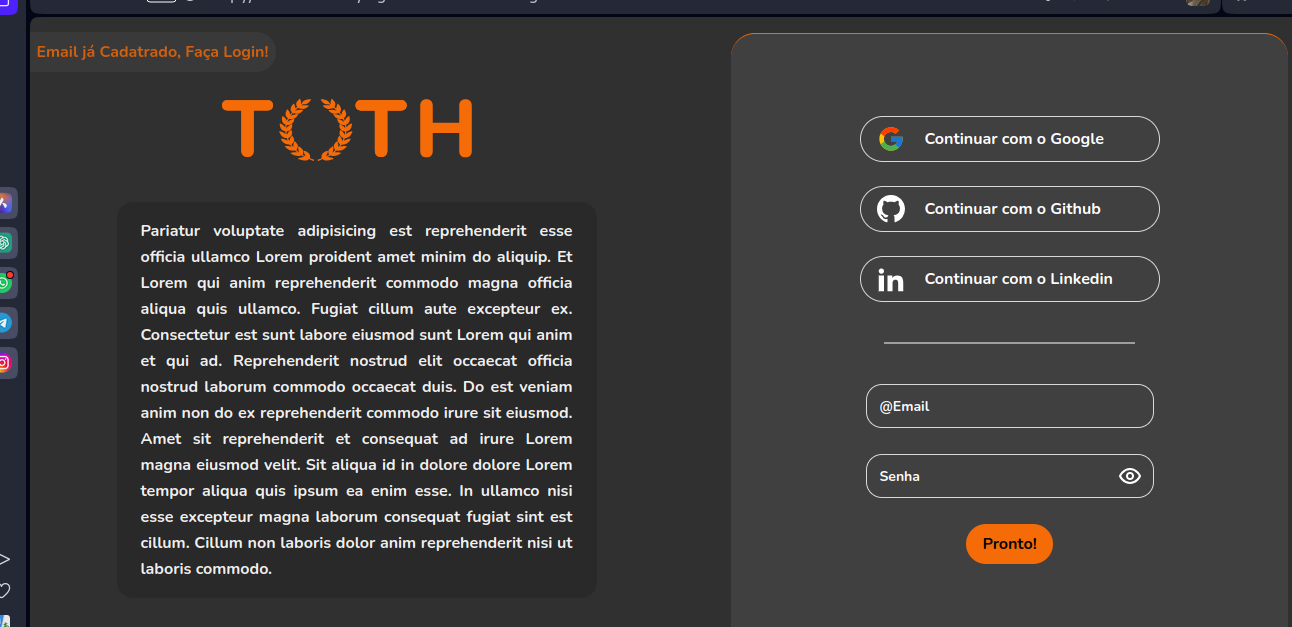 Email já Cadatrado, Faça Login!
TOTH
Pariatur voluptate adipisicing est reprehenderit esse
officia ullamco Lorem proident amet minim do aliquip. Et
Lorem qui anim reprehenderit commodo magna officia
aliqua quis ullamco. Fugiat cillum aute excepteur ex.
Consectetur est sunt labore eiusmod sunt Lorem qui anim
et qui ad. Reprehenderit nostrud elit occaecat officia
nostrud laborum commodo occaecat duis. Do est veniam
anim non do ex reprehenderit commodo irure sit eiusmod.
Amet sit reprehenderit et consequat ad irure Lorem
magna eiusmod velit. Sit aliqua id in dolore dolore Lorem
tempor aliqua quis ipsum ea enim esse. In ullamco nisi
esse excepteur magna laborum consequat fugiat sint est
cillum. Cillum non laboris dolor anim reprehenderit nisi ut
laboris commodo.
Continuar com o Google
Continuar com o Github
in Continuar com o Linkedin
@Email
Senha
Pronto!